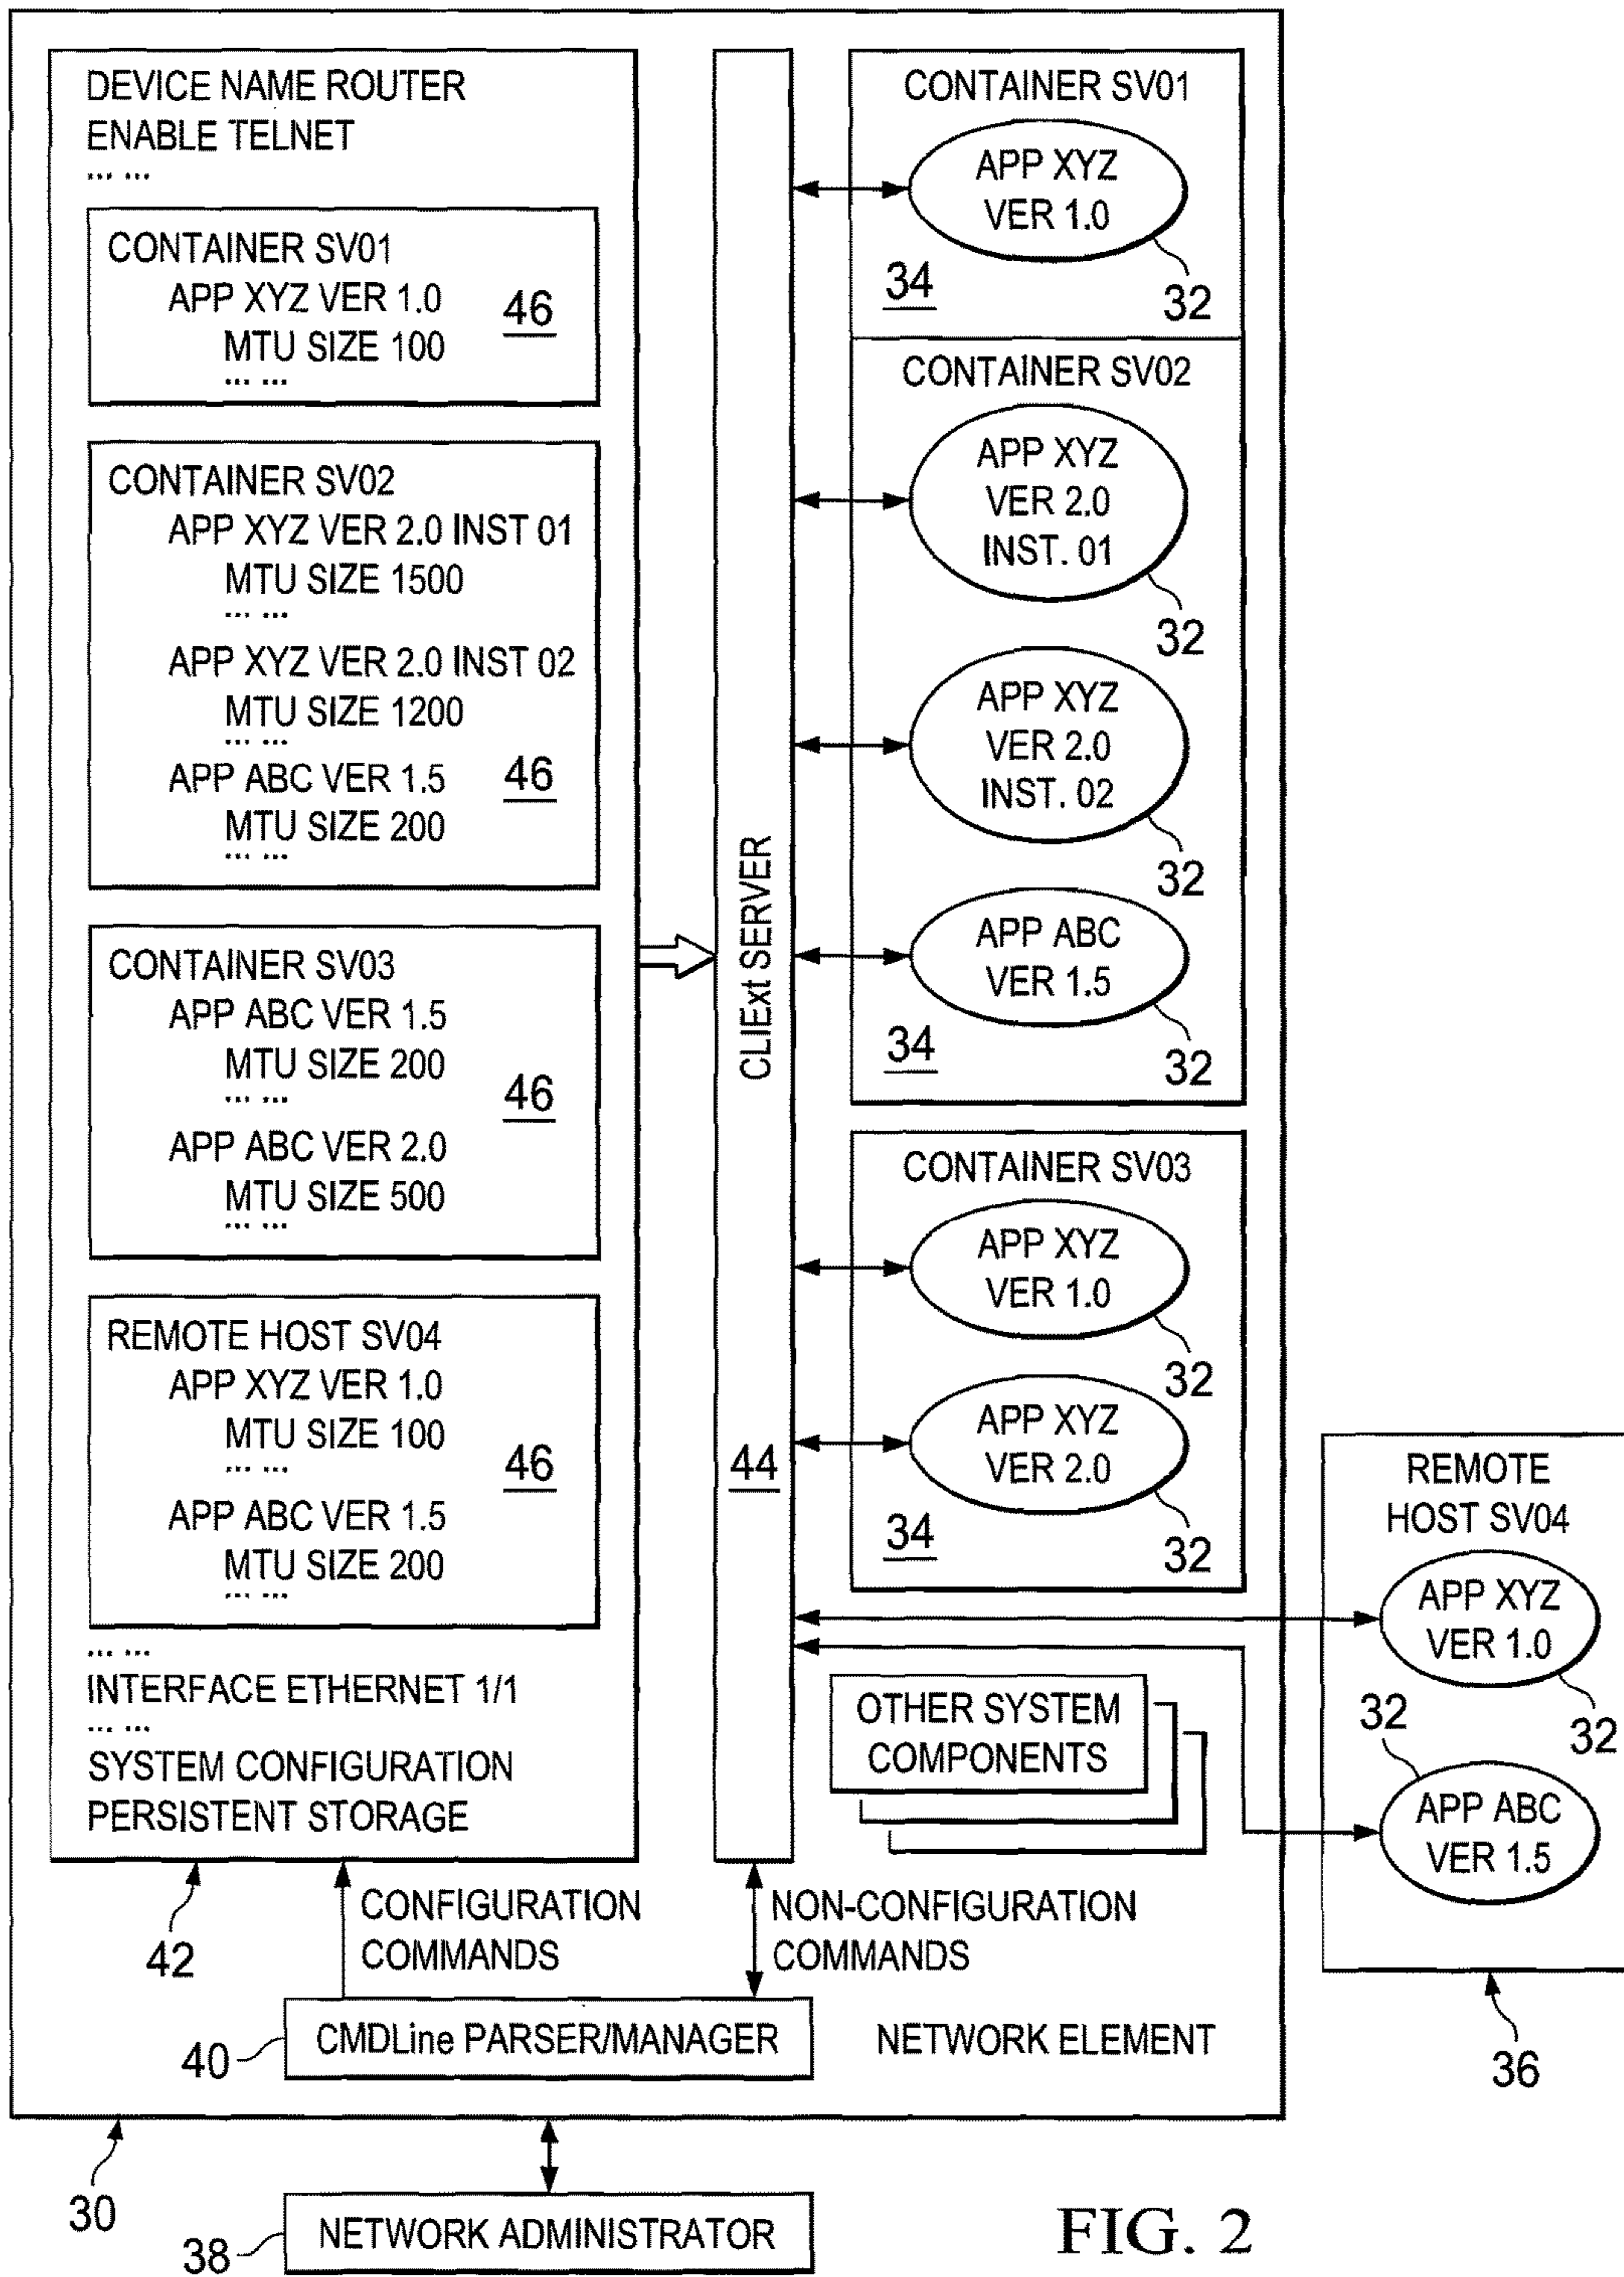 DEVICE NAME ROUTER
ENABLE TELNET
... ...
CONTAINER SV01
APP XYZ VER 1.0
46
MTU SIZE 100
... ...
CONTAINER SV02
APP XYZ VER 2.0 INST 01
MTU SIZE 1500
... ...
APP XYZ VER 2.0 INST 02
MTU SIZE 1200
... ...
APP ABC VER 1.5
46
MTU SIZE 200
... ...
CONTAINER SV03
APP ABC VER 1.5
MTU SIZE 200
46
... ...
APP ABC VER 2.0
MTU SIZE 500
... ...
REMOTE HOST SV04
APP XYZ VER 1.0
MTU SIZE 100
46
... ...
APP ABC VER 1.5
MTU SIZE 200
... ...
... ...
INTERFACE ETHERNET 1/1
... ...
SYSTEM CONFIGURATION
PERSISTENT STORAGE
42
CLIExt SERVER
44
CONTAINER SV01
APP XYZ
VER 1.0
34
32
CONTAINER SV02
APP XYZ
VER 2.0
INST. 01
32
APP XYZ
VER 2.0
INST. 02
32
APP ABC
VER 1.5
34
32
CONTAINER SV03
APP XYZ
VER 1.0
32
APP XYZ
VER 2.0
34
32
OTHER SYSTEM
COMPONENTS
REMOTE
HOST SV04
APP XYZ
VER 1.0
32
32
APP ABC
VER 1.5
36
CONFIGURATION
COMMANDS
NON-CONFIGURATION
COMMANDS
40
CMDLine PARSER/MANAGER
NETWORK ELEMENT
30
38
NETWORK ADMINISTRATOR
FIG. 2